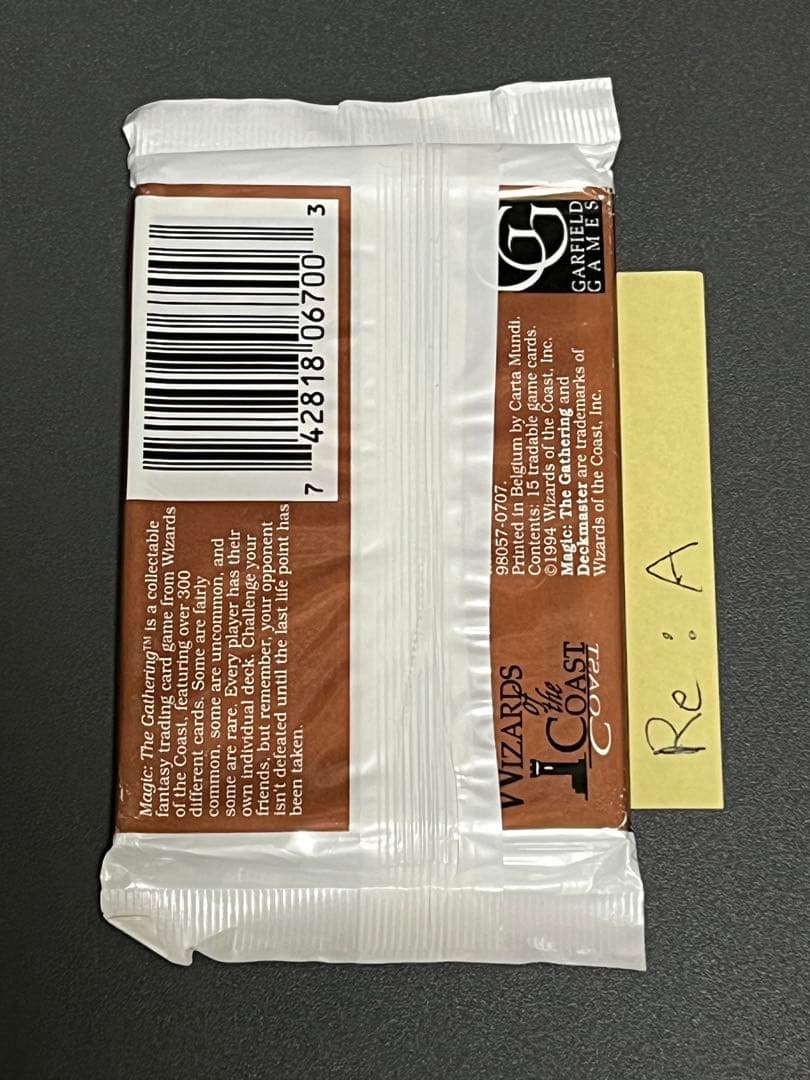 Magic: The Gathering™ is a collectable
fantasy trading card game from Wizards
of the Coast, featuring over 300
different cards. Some are fairly
common, some are uncommon, and
some are rare. Every player has their
own individual deck. Challenge your
friends, but remember, your opponent
isn't defeated until the last life point has
been taken.
7 42818 06700 3
WIZARDS
of
the
COAST
COAST
98057-0707.
Printed in Belgium by Carta Mundi.
Contents: 15 tradable game cards.
©1994 Wizards of the Coast, Inc.
Magic: The Gathering and
Deckmaster are trademarks of
Wizards of the Coast, Inc.
GG
GARFIELD
GAMES
Re:A